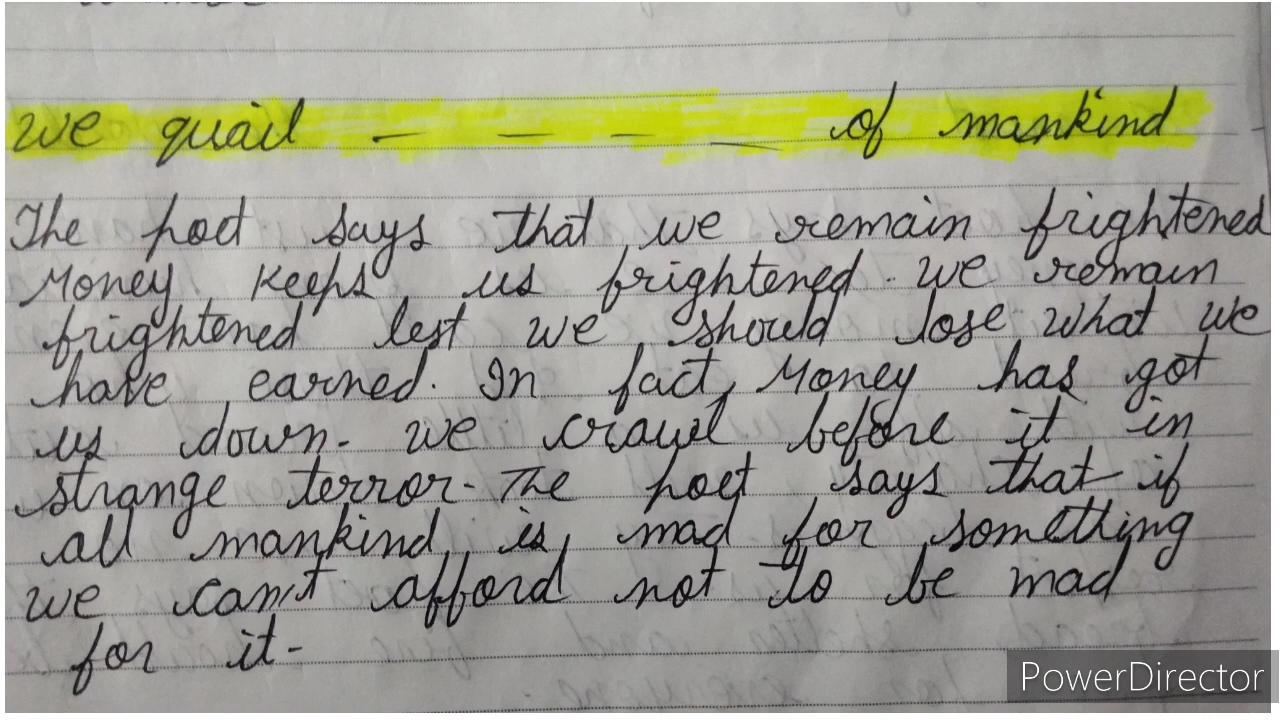 we quail - - - - of mankind
The poet says that we remain frightened
Money keeps us frightened. we remain
frightened lest we should lose what we
have earned. In fact, Money has got
us down. we crawl before it in
strange terror. The poet says that if
all mankind is mad for something
we can't afford not to be mad
for it.
PowerDirector